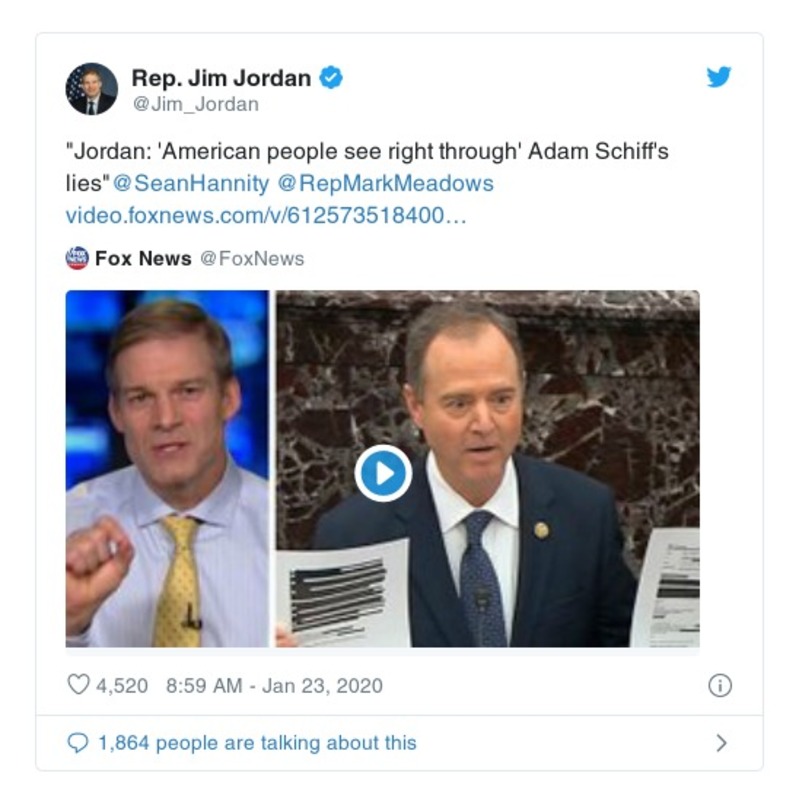 Rep. Jim Jordan
@Jim_Jordan
"Jordan: 'American people see right through' Adam Schiff's
lies"@SeanHannity @RepMarkMeadows
video.foxnews.com/v/612573518400…
Fox News @FoxNews
4,520 8:59 AM - Jan 23, 2020
1,864 people are talking about this